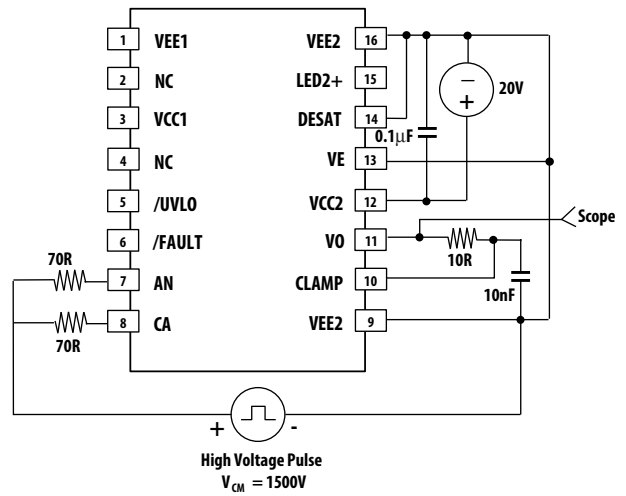 1 VEE1 VEE2 16
2 NC LED2+ 15
3 VCC1 DESAT 14
4 NC VE 13
5 /UVLO VCC2 12
6 /FAULT VO 11
7 AN CLAMP 10
8 CA VEE2 9
70R
70R
0.1μF
−
+
20V
Scope
10R
10nF
+ -
High Voltage Pulse
VCM = 1500V